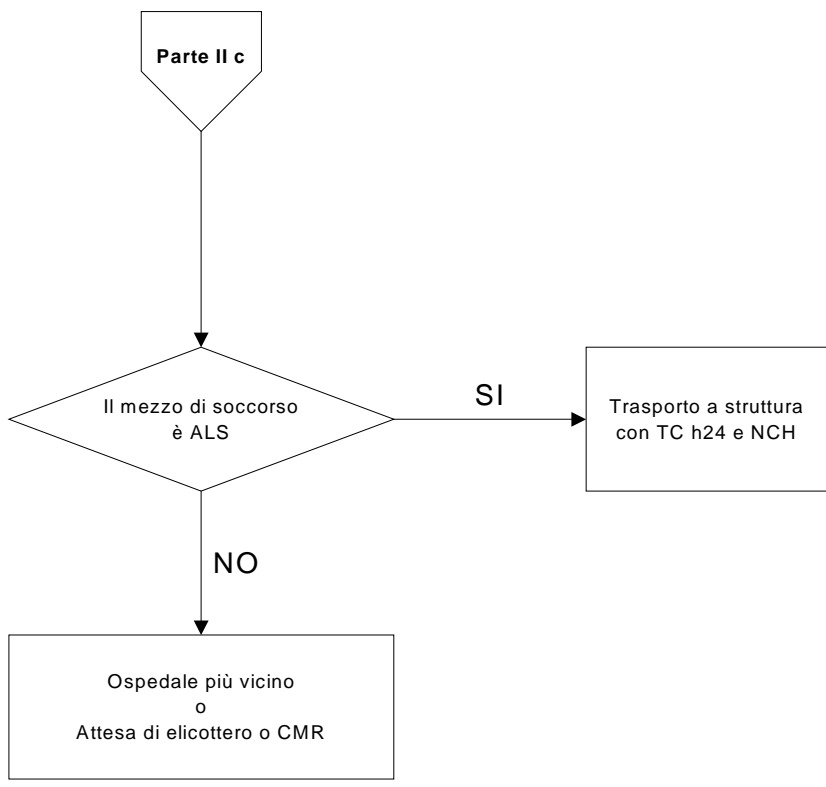 Parte II c
Il mezzo di soccorso
è ALS
SI
Trasporto a struttura
con TC h24 e NCH
NO
Ospedale più vicino
o
Attesa di elicottero o CMR